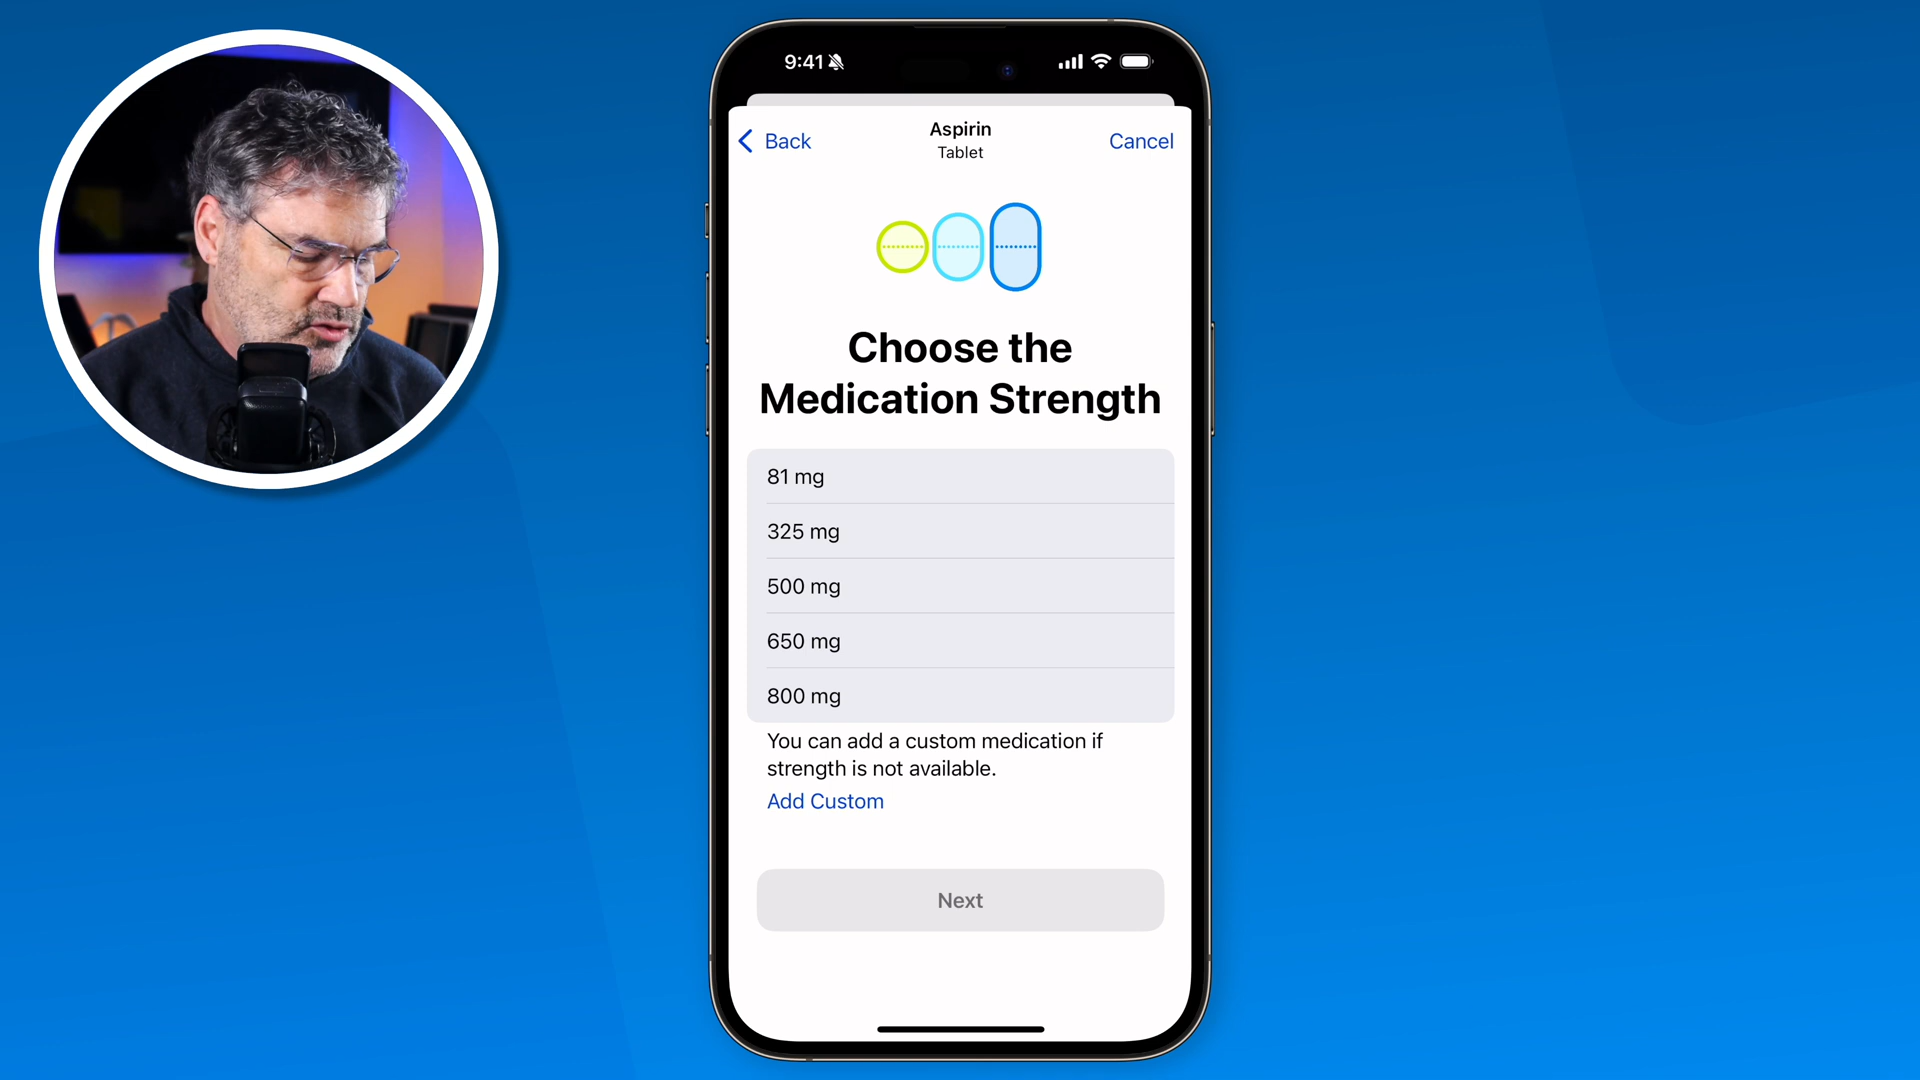 9:41
Back
Aspirin
Tablet
Cancel
Choose the
Medication Strength
81 mg
325 mg
500 mg
650 mg
800 mg
You can add a custom medication if
strength is not available.
Add Custom
Next